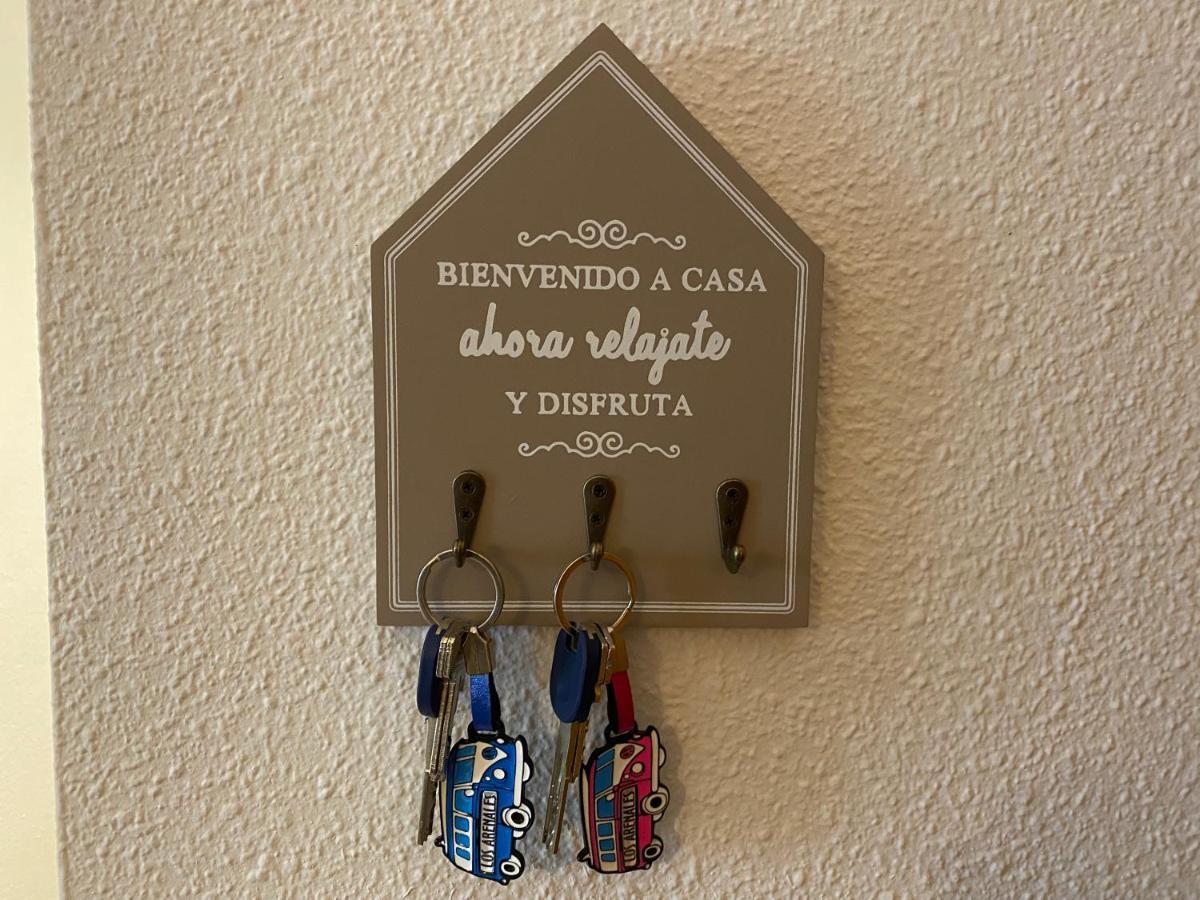 BIENVENIDO A CASA
ahora relajate
Y DISFRUTA
LOS ARENALES
LOS ARENALES